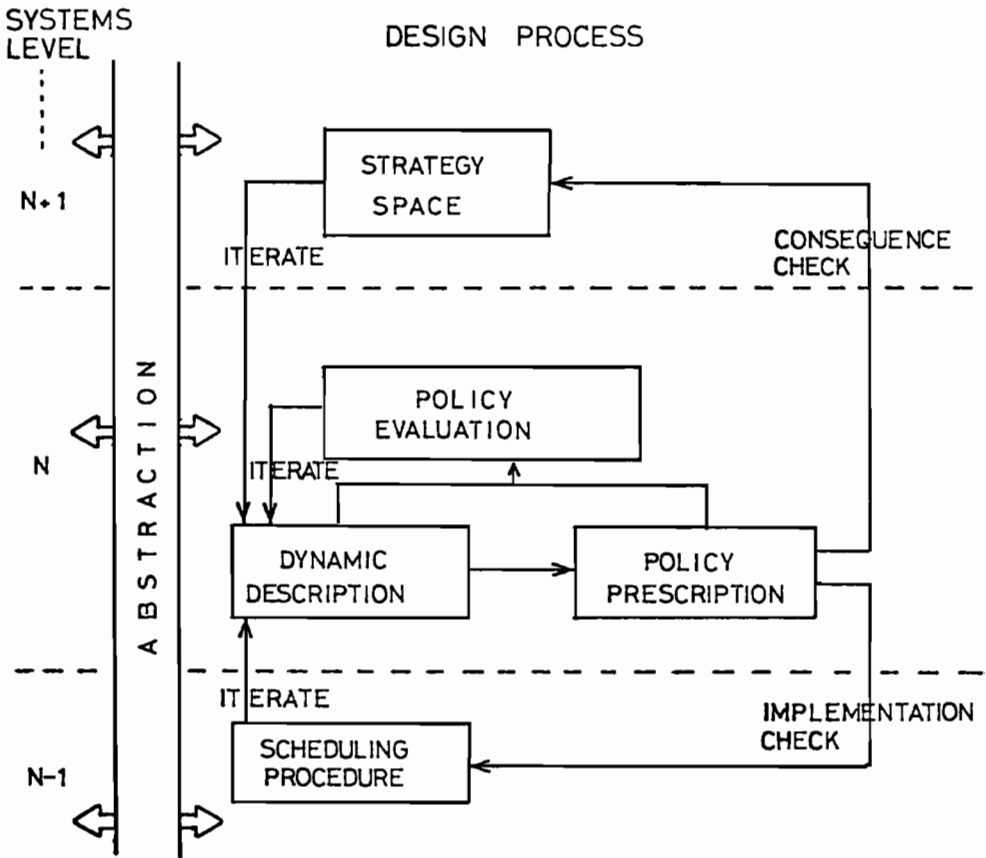 SYSTEMS
LEVEL
DESIGN PROCESS
STRATEGY
SPACE
N+1
ITERATE
CONSEQUENCE
CHECK
ABSTRACTION
POLICY
EVALUATION
N
ITERATE
DYNAMIC
DESCRIPTION
POLICY
PRESCRIPTION
ITERATE
IMPLEMENTATION
CHECK
SCHEDULING
PROCEDURE
N-1